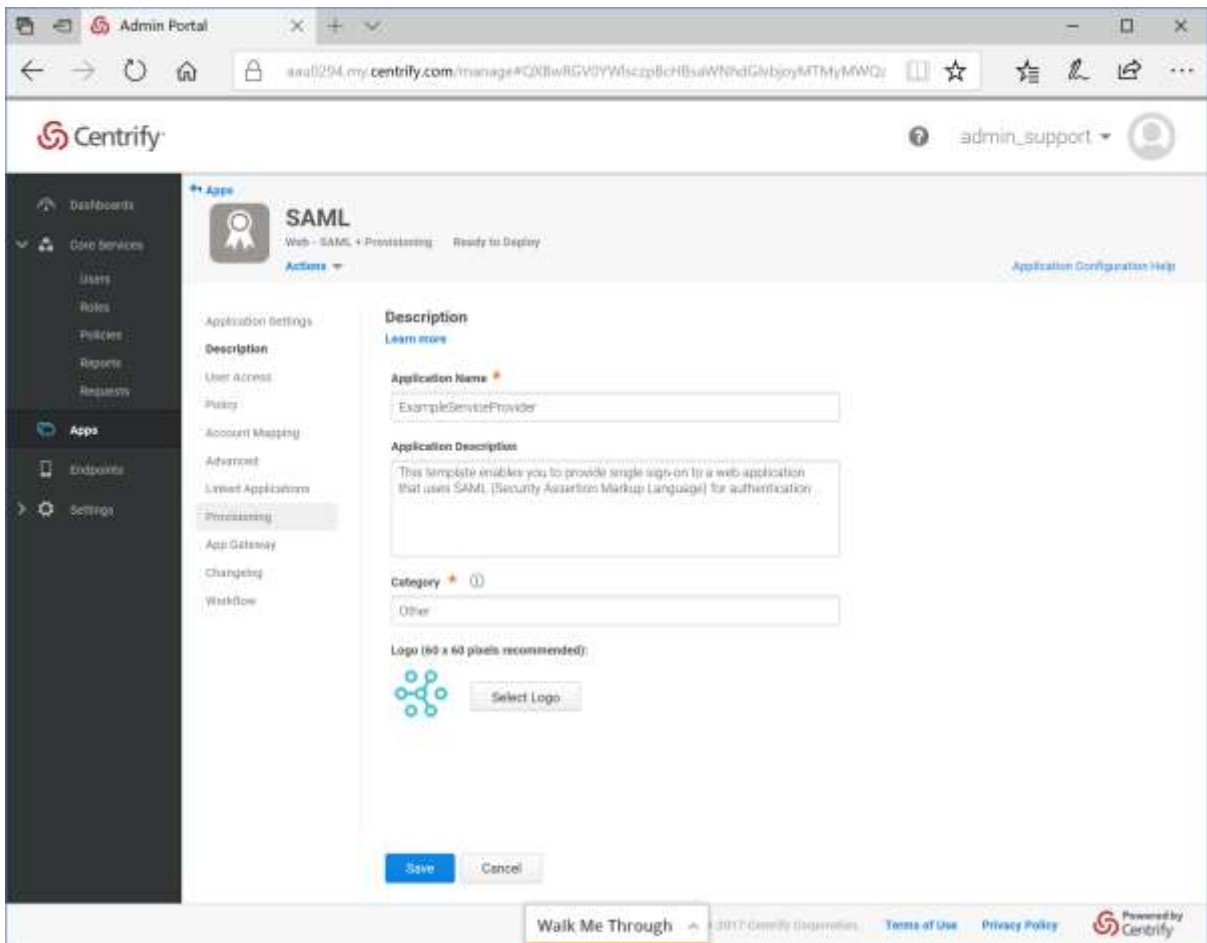 Admin Portal
centrify.com
Centrify
admin_support
Dashboards
Core Services
Users
Roles
Policies
Reports
Requests
Apps
Endpoints
Settings
Apps
SAML
Web - SAML + Provisioning Ready to Deploy
Actions
Application Configuration Help
Application Settings
Description
User Access
Policy
Account Mapping
Advanced
Linked Applications
Provisioning
App Gateway
Changelog
Workflow
Description
Learn more
Application Name *
ExampleServiceProvider
Application Description
This template enables you to provide single sign-on to a web application
that uses SAML (Security Assertion Markup Language) for authentication
Category *
Other
Logo (60 x 60 pixels recommended):
Select Logo
Save Cancel
Walk Me Through
2017 Centrify Corporation
Terms of Use
Privacy Policy
Powered by
Centrify